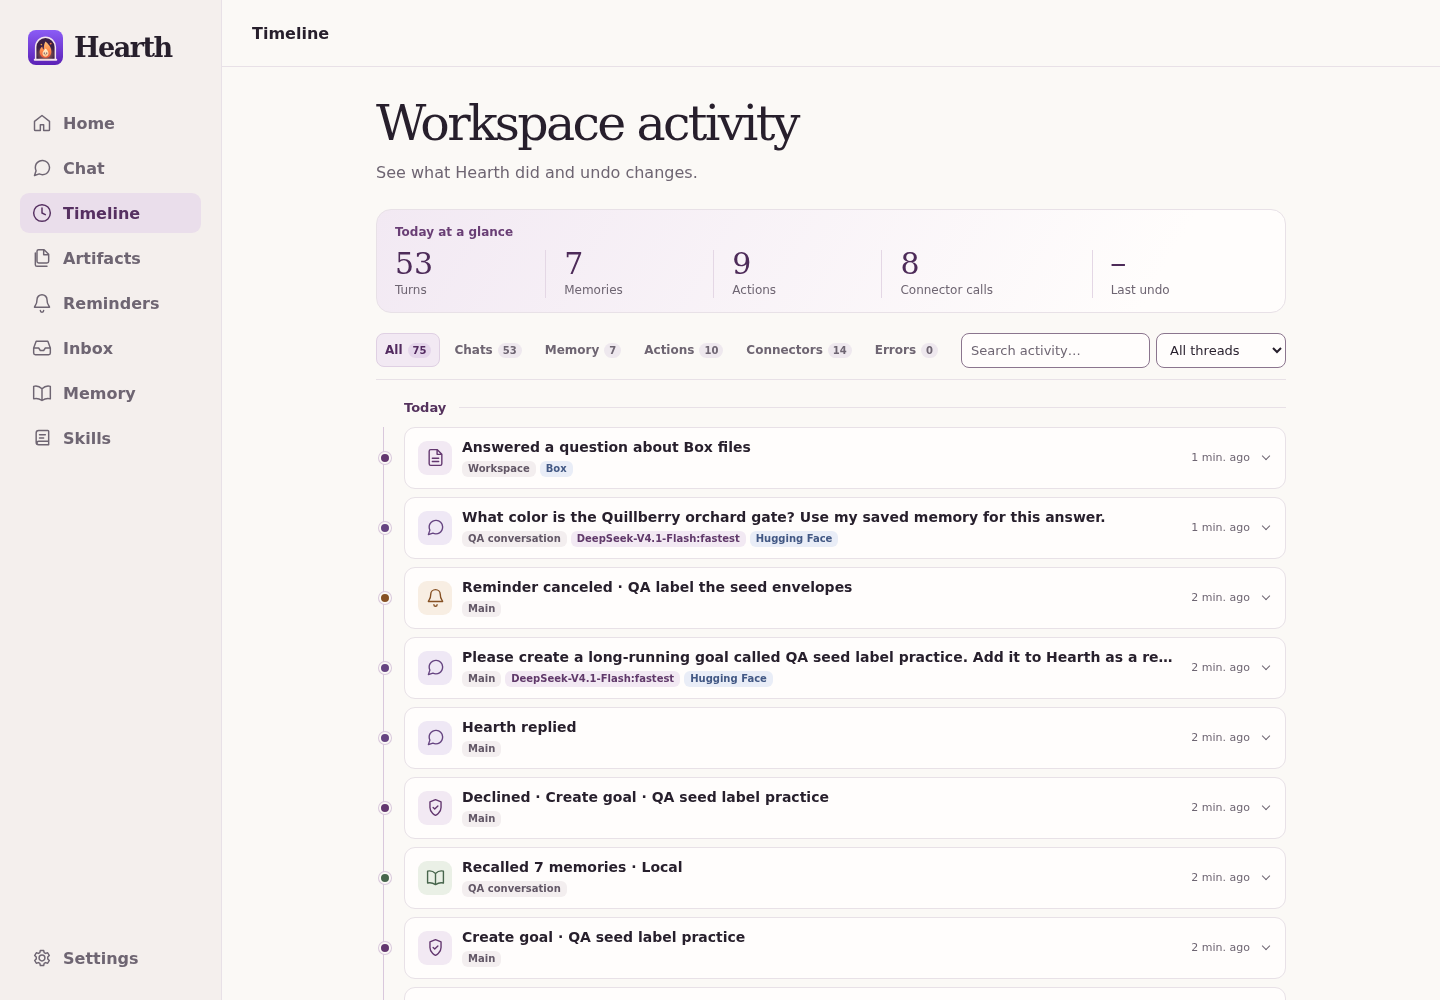 Hearth
Home
Chat
Timeline
Artifacts
Reminders
Inbox
Memory
Skills
Settings
Timeline
Workspace activity
See what Hearth did and undo changes.
Today at a glance
53 7 9 8 –
Turns Memories Actions Connector calls Last undo
All 75 Chats 53 Memory 7 Actions 10 Connectors 14 Errors 0 Search activity... All threads
Today
Answered a question about Box files
Workspace Box
1 min. ago
What color is the Quillberry orchard gate? Use my saved memory for this answer.
QA conversation DeepSeek-V4.1-Flash:fastest Hugging Face
1 min. ago
Reminder canceled · QA label the seed envelopes
Main
2 min. ago
Please create a long-running goal called QA seed label practice. Add it to Hearth as a re...
Main DeepSeek-V4.1-Flash:fastest Hugging Face
2 min. ago
Hearth replied
Main
2 min. ago
Declined · Create goal · QA seed label practice
Main
2 min. ago
Recalled 7 memories · Local
QA conversation
2 min. ago
Create goal · QA seed label practice
Main
2 min. ago